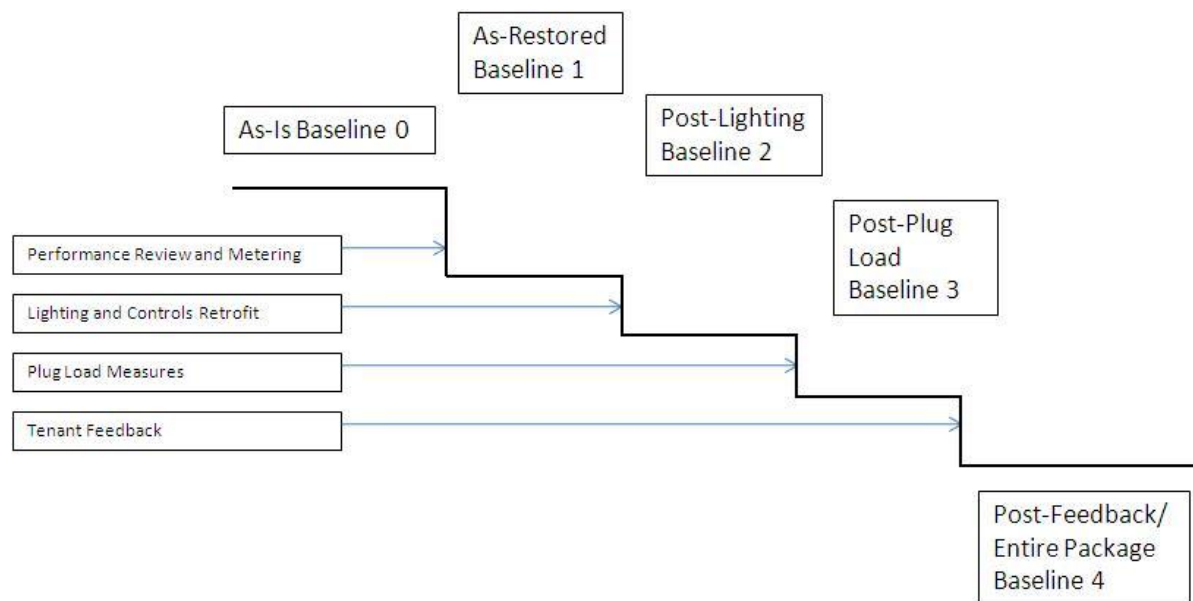 As-Restored
Baseline 1
As-Is Baseline 0
Post-Lighting
Baseline 2
Post-Plug
Load
Baseline 3
Performance Review and Metering
Lighting and Controls Retrofit
Plug Load Measures
Tenant Feedback
Post-Feedback/
Entire Package
Baseline 4